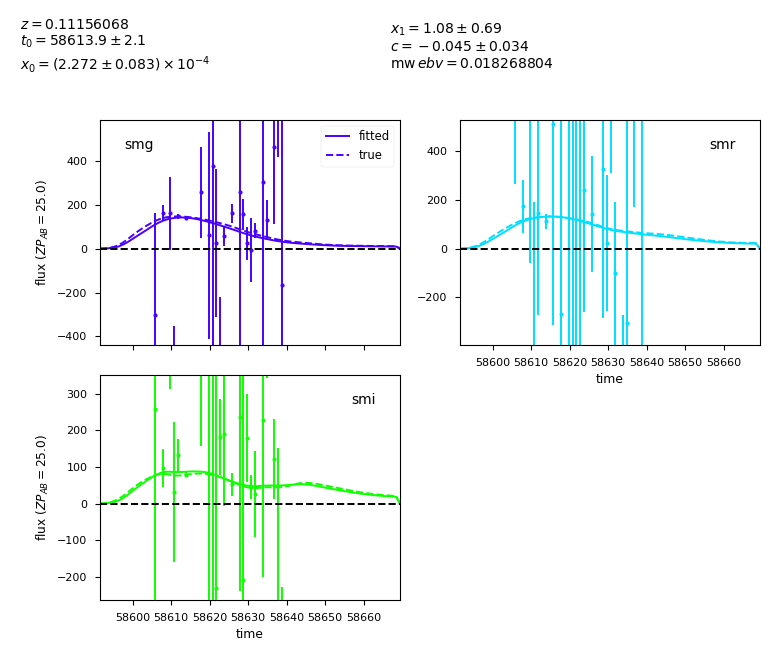 z = 0.11156068
t₀ = 58613.9 ± 2.1
x₀ = (2.272 ± 0.083) × 10⁻⁴
x₁ = 1.08 ± 0.69
c = −0.045 ± 0.034
mw ebv = 0.018268804
smg
fitted
true
400
200
0
−200
−400
flux (ZP_AB = 25.0)
smr
400
200
0
−200
58600 58610 58620 58630 58640 58650 58660
time
smi
300
200
100
0
−100
−200
flux (ZP_AB = 25.0)
58600 58610 58620 58630 58640 58650 58660
time